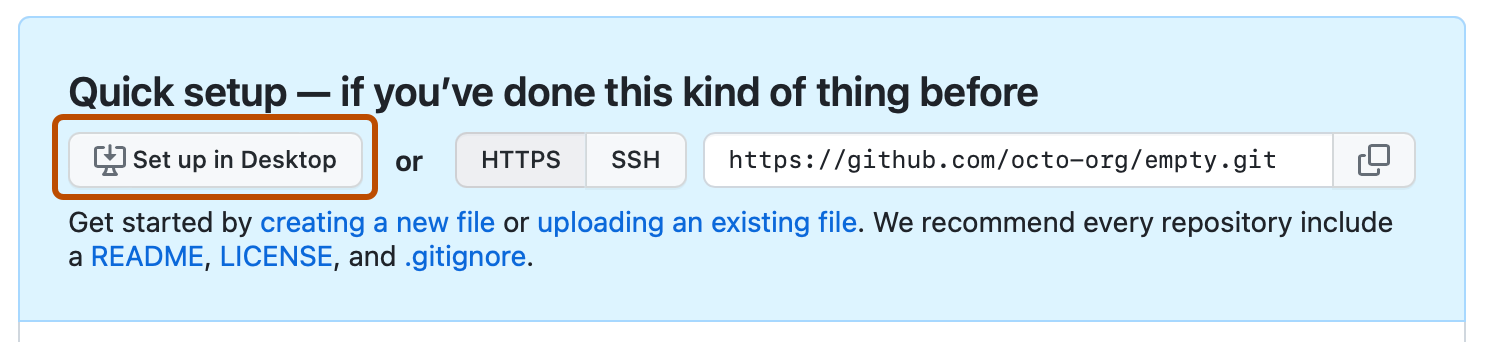 Quick setup — if you’ve done this kind of thing before
Set up in Desktop or HTTPS SSH https://github.com/octo-org/empty.git
Get started by creating a new file or uploading an existing file. We recommend every repository include
a README, LICENSE, and .gitignore.